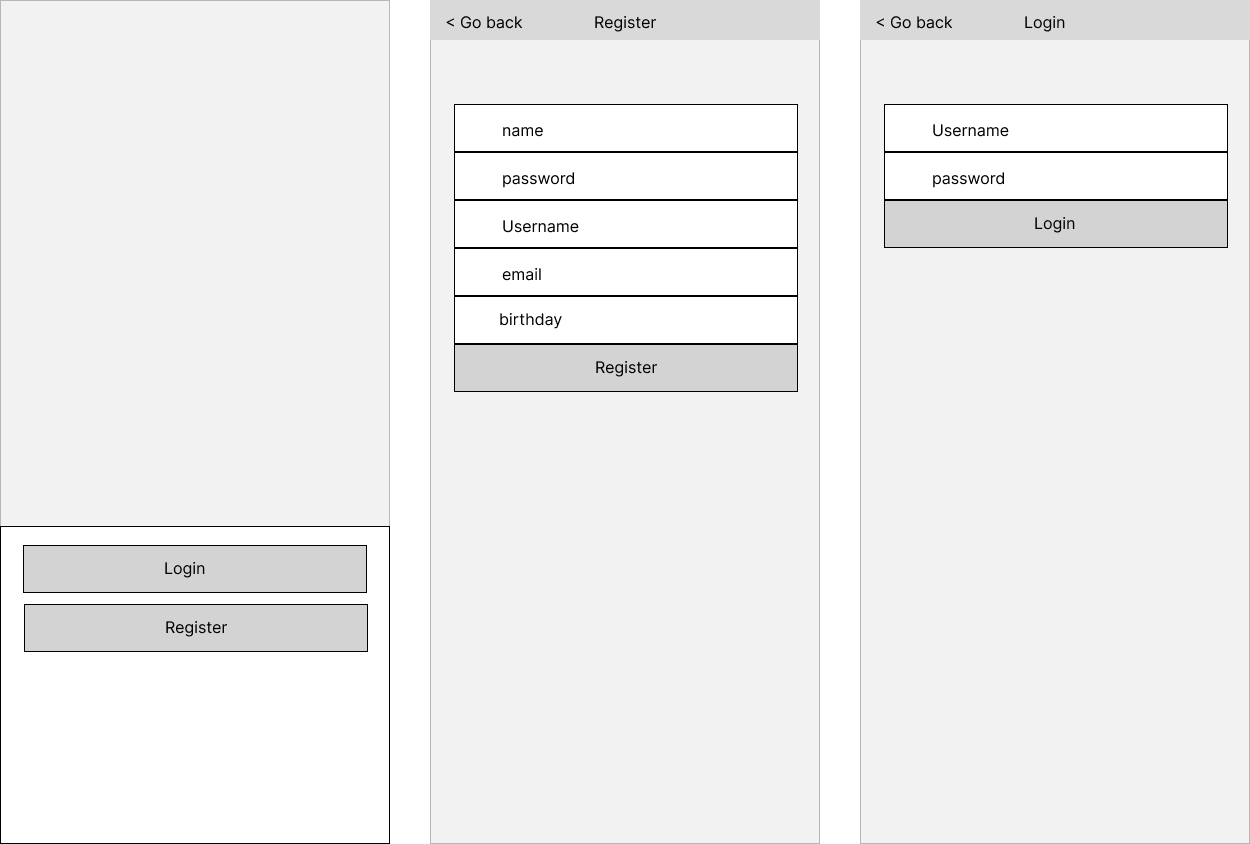 Login
Register
< Go back Register
name
password
Username
email
birthday
Register
< Go back Login
Username
password
Login